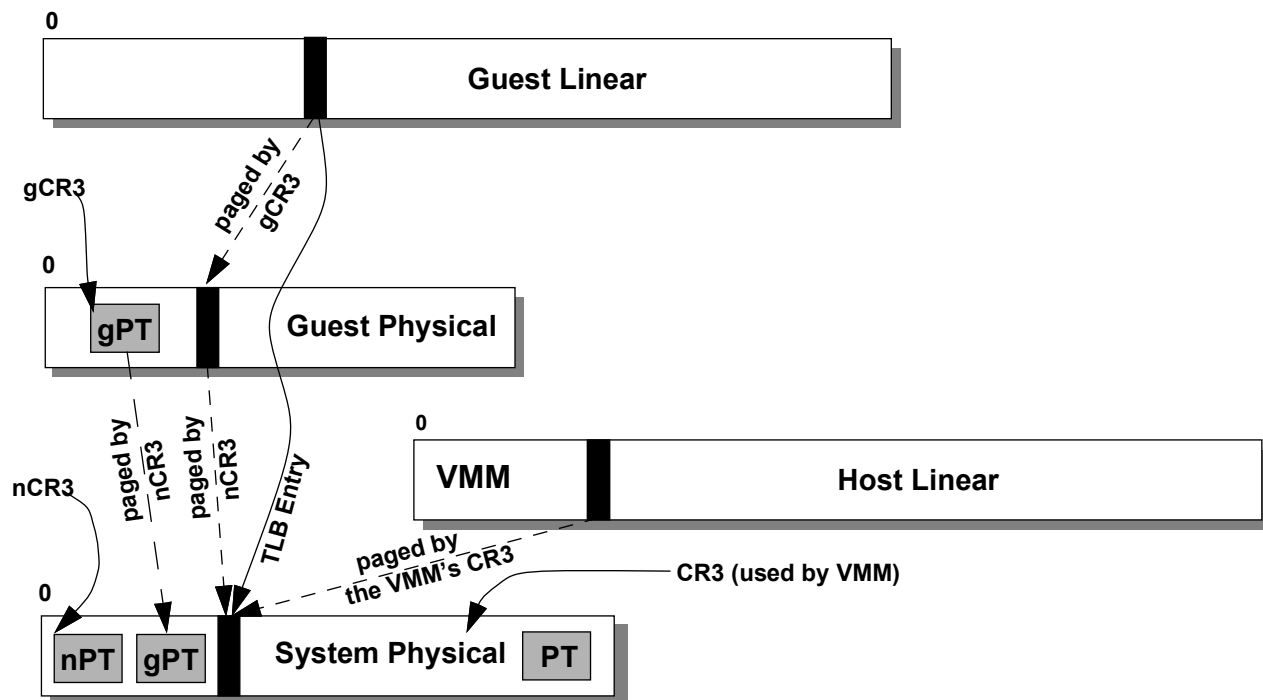 0
Guest Linear
paged by
gCR3
gCR3
0
gPT
Guest Physical
paged by
nCR3
paged by
nCR3
TLB Entry
0
VMM
Host Linear
nCR3
paged by
the VMM's CR3
CR3 (used by VMM)
0
nPT
gPT
System Physical
PT